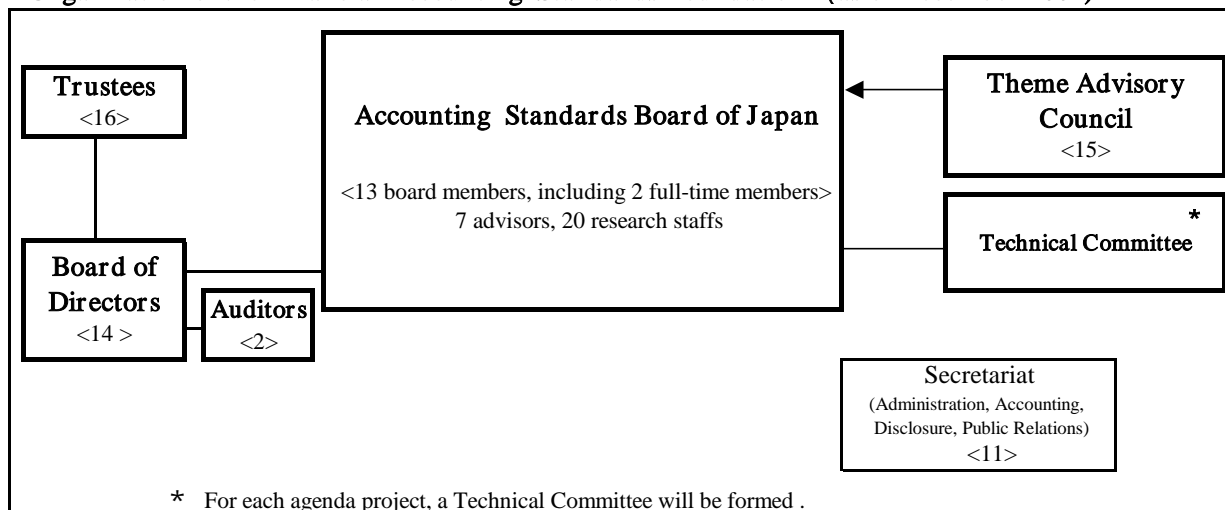 Trustees
<16>
Accounting Standards Board of Japan
<13 board members, including 2 full-time members>
7 advisors, 20 research staffs
Theme Advisory
Council
<15>
*
Technical Committee
Board of
Directors
<14 >
Auditors
<2>
Secretariat
(Administration, Accounting,
Disclosure, Public Relations)
<11>
* For each agenda project, a Technical Committee will be formed .